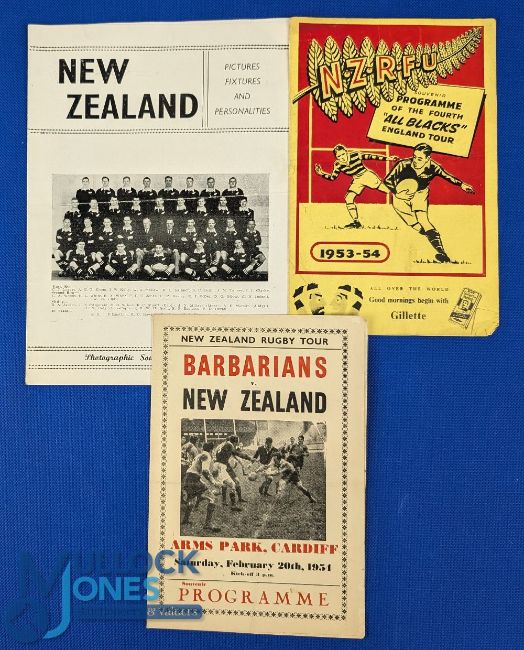 NEW
ZEALAND
PICTURES
FIXTURES
AND
PERSONALITIES
Photographic Sou
NZRFU
SOUVENIR
PROGRAMME
OF THE FOURTH
"ALL BLACKS"
ENGLAND TOUR
1953-54
ALL OVER THE WORLD
Good mornings begin with
Gillette
NEW ZEALAND RUGBY TOUR
BARBARIANS
v.
NEW ZEALAND
ARMS PARK, CARDIFF
Saturday, February 20th, 1954
Kick-off 3 p.m.
Souvenir
PROGRAMME
MULLOCK
JONES